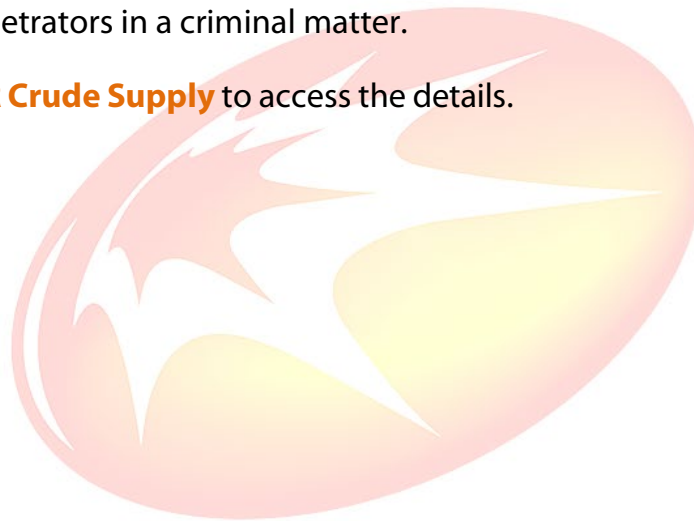 etrators in a criminal matter.
Crude Supply to access the details.